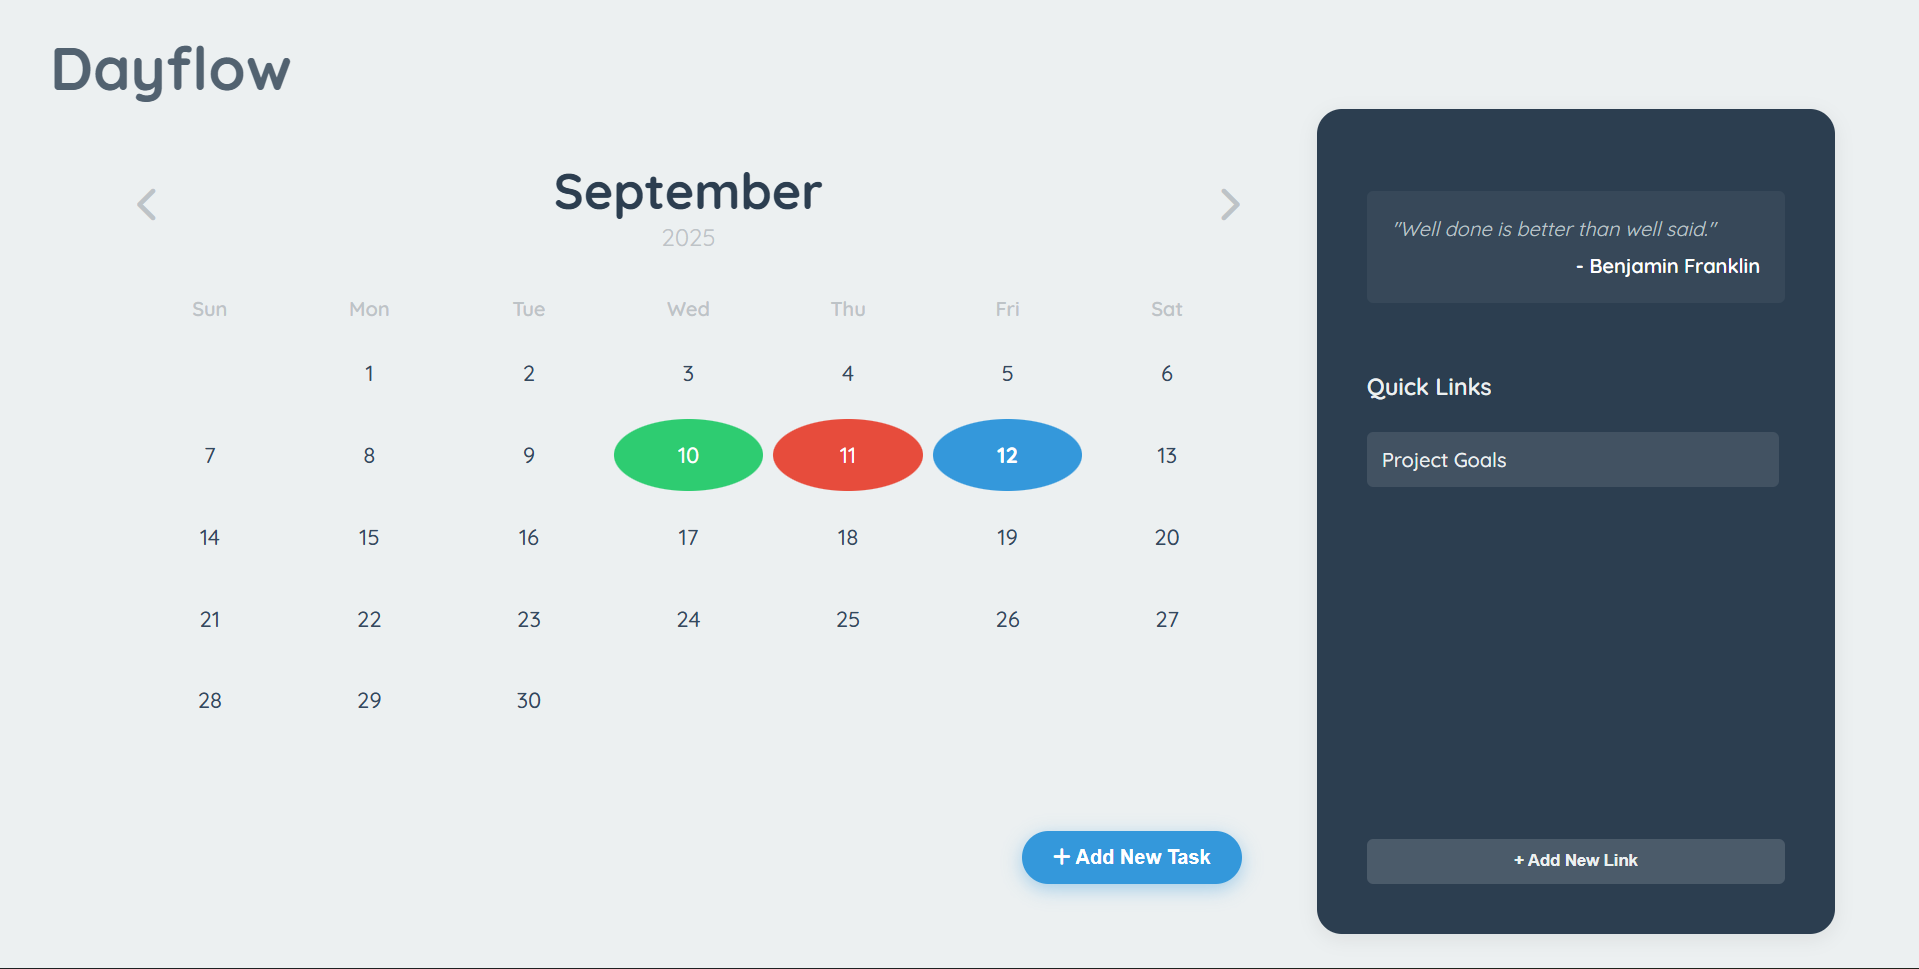 Dayflow
September
2025
Sun Mon Tue Wed Thu Fri Sat
1 2 3 4 5 6
7 8 9 10 11 12 13
14 15 16 17 18 19 20
21 22 23 24 25 26 27
28 29 30
+ Add New Task
"Well done is better than well said."
- Benjamin Franklin
Quick Links
Project Goals
+ Add New Link